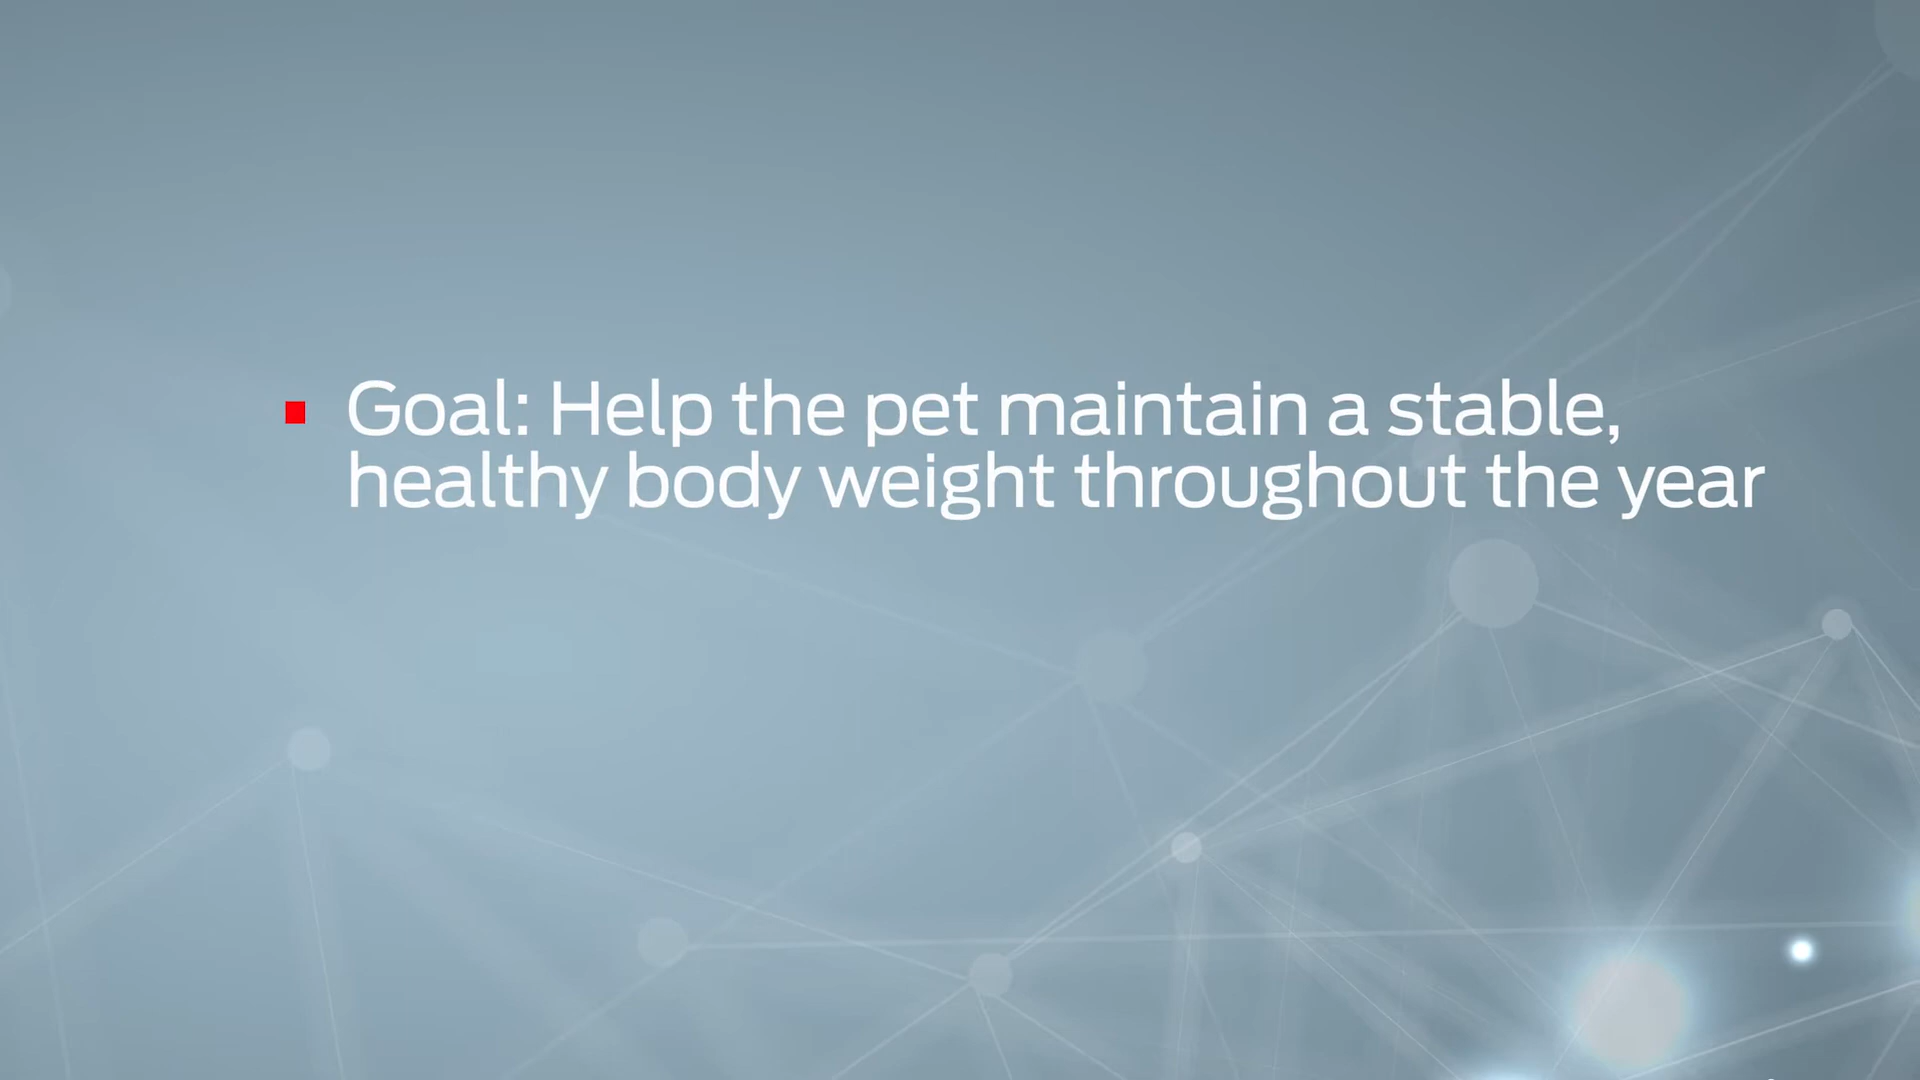 Goal: Help the pet maintain a stable,
healthy body weight throughout the year